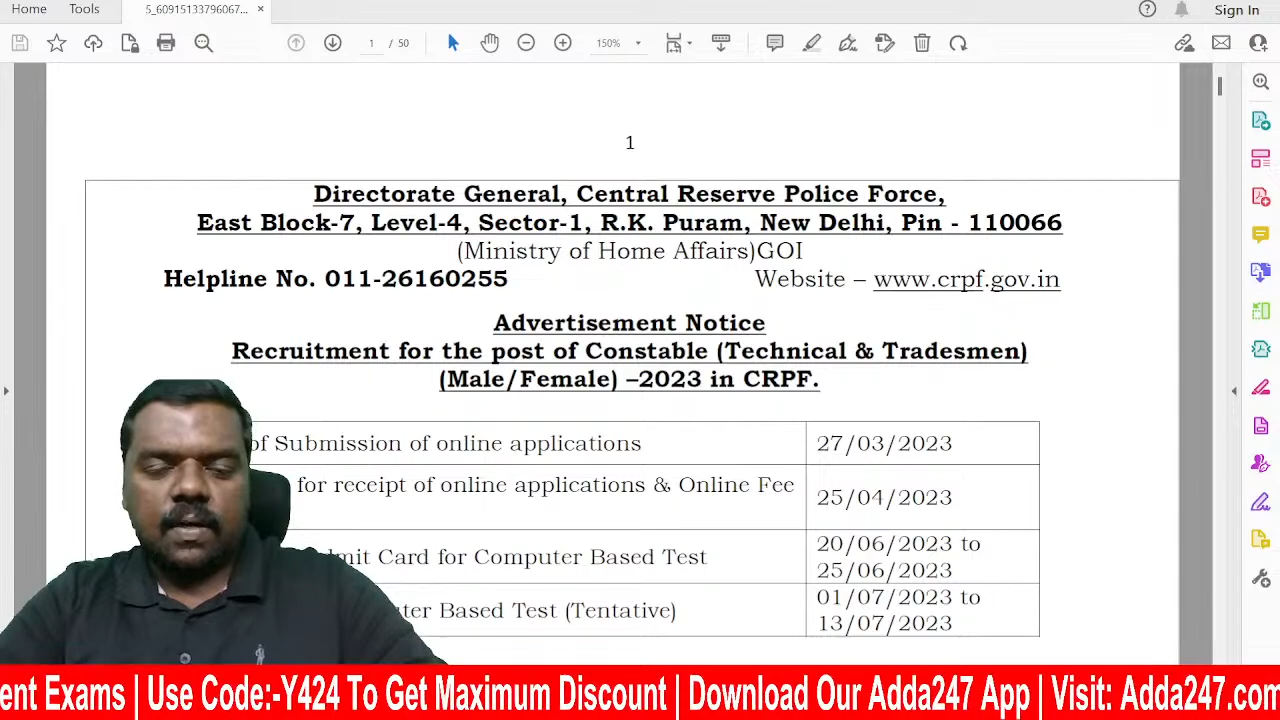 Home Tools 5_60915133796067... ×
Sign In
1 / 50 150%
1
Directorate General, Central Reserve Police Force,
East Block-7, Level-4, Sector-1, R.K. Puram, New Delhi, Pin - 110066
(Ministry of Home Affairs)GOI
Helpline No. 011-26160255 Website – www.crpf.gov.in
Advertisement Notice
Recruitment for the post of Constable (Technical & Tradesmen)
(Male/Female) –2023 in CRPF.
of Submission of online applications 27/03/2023
for receipt of online applications & Online Fee 25/04/2023
Card for Computer Based Test 20/06/2023 to
25/06/2023
Based Test (Tentative) 01/07/2023 to
13/07/2023
Exams | Use Code:-Y424 To Get Maximum Discount | Download Our Adda247 App | Visit: Adda247.com